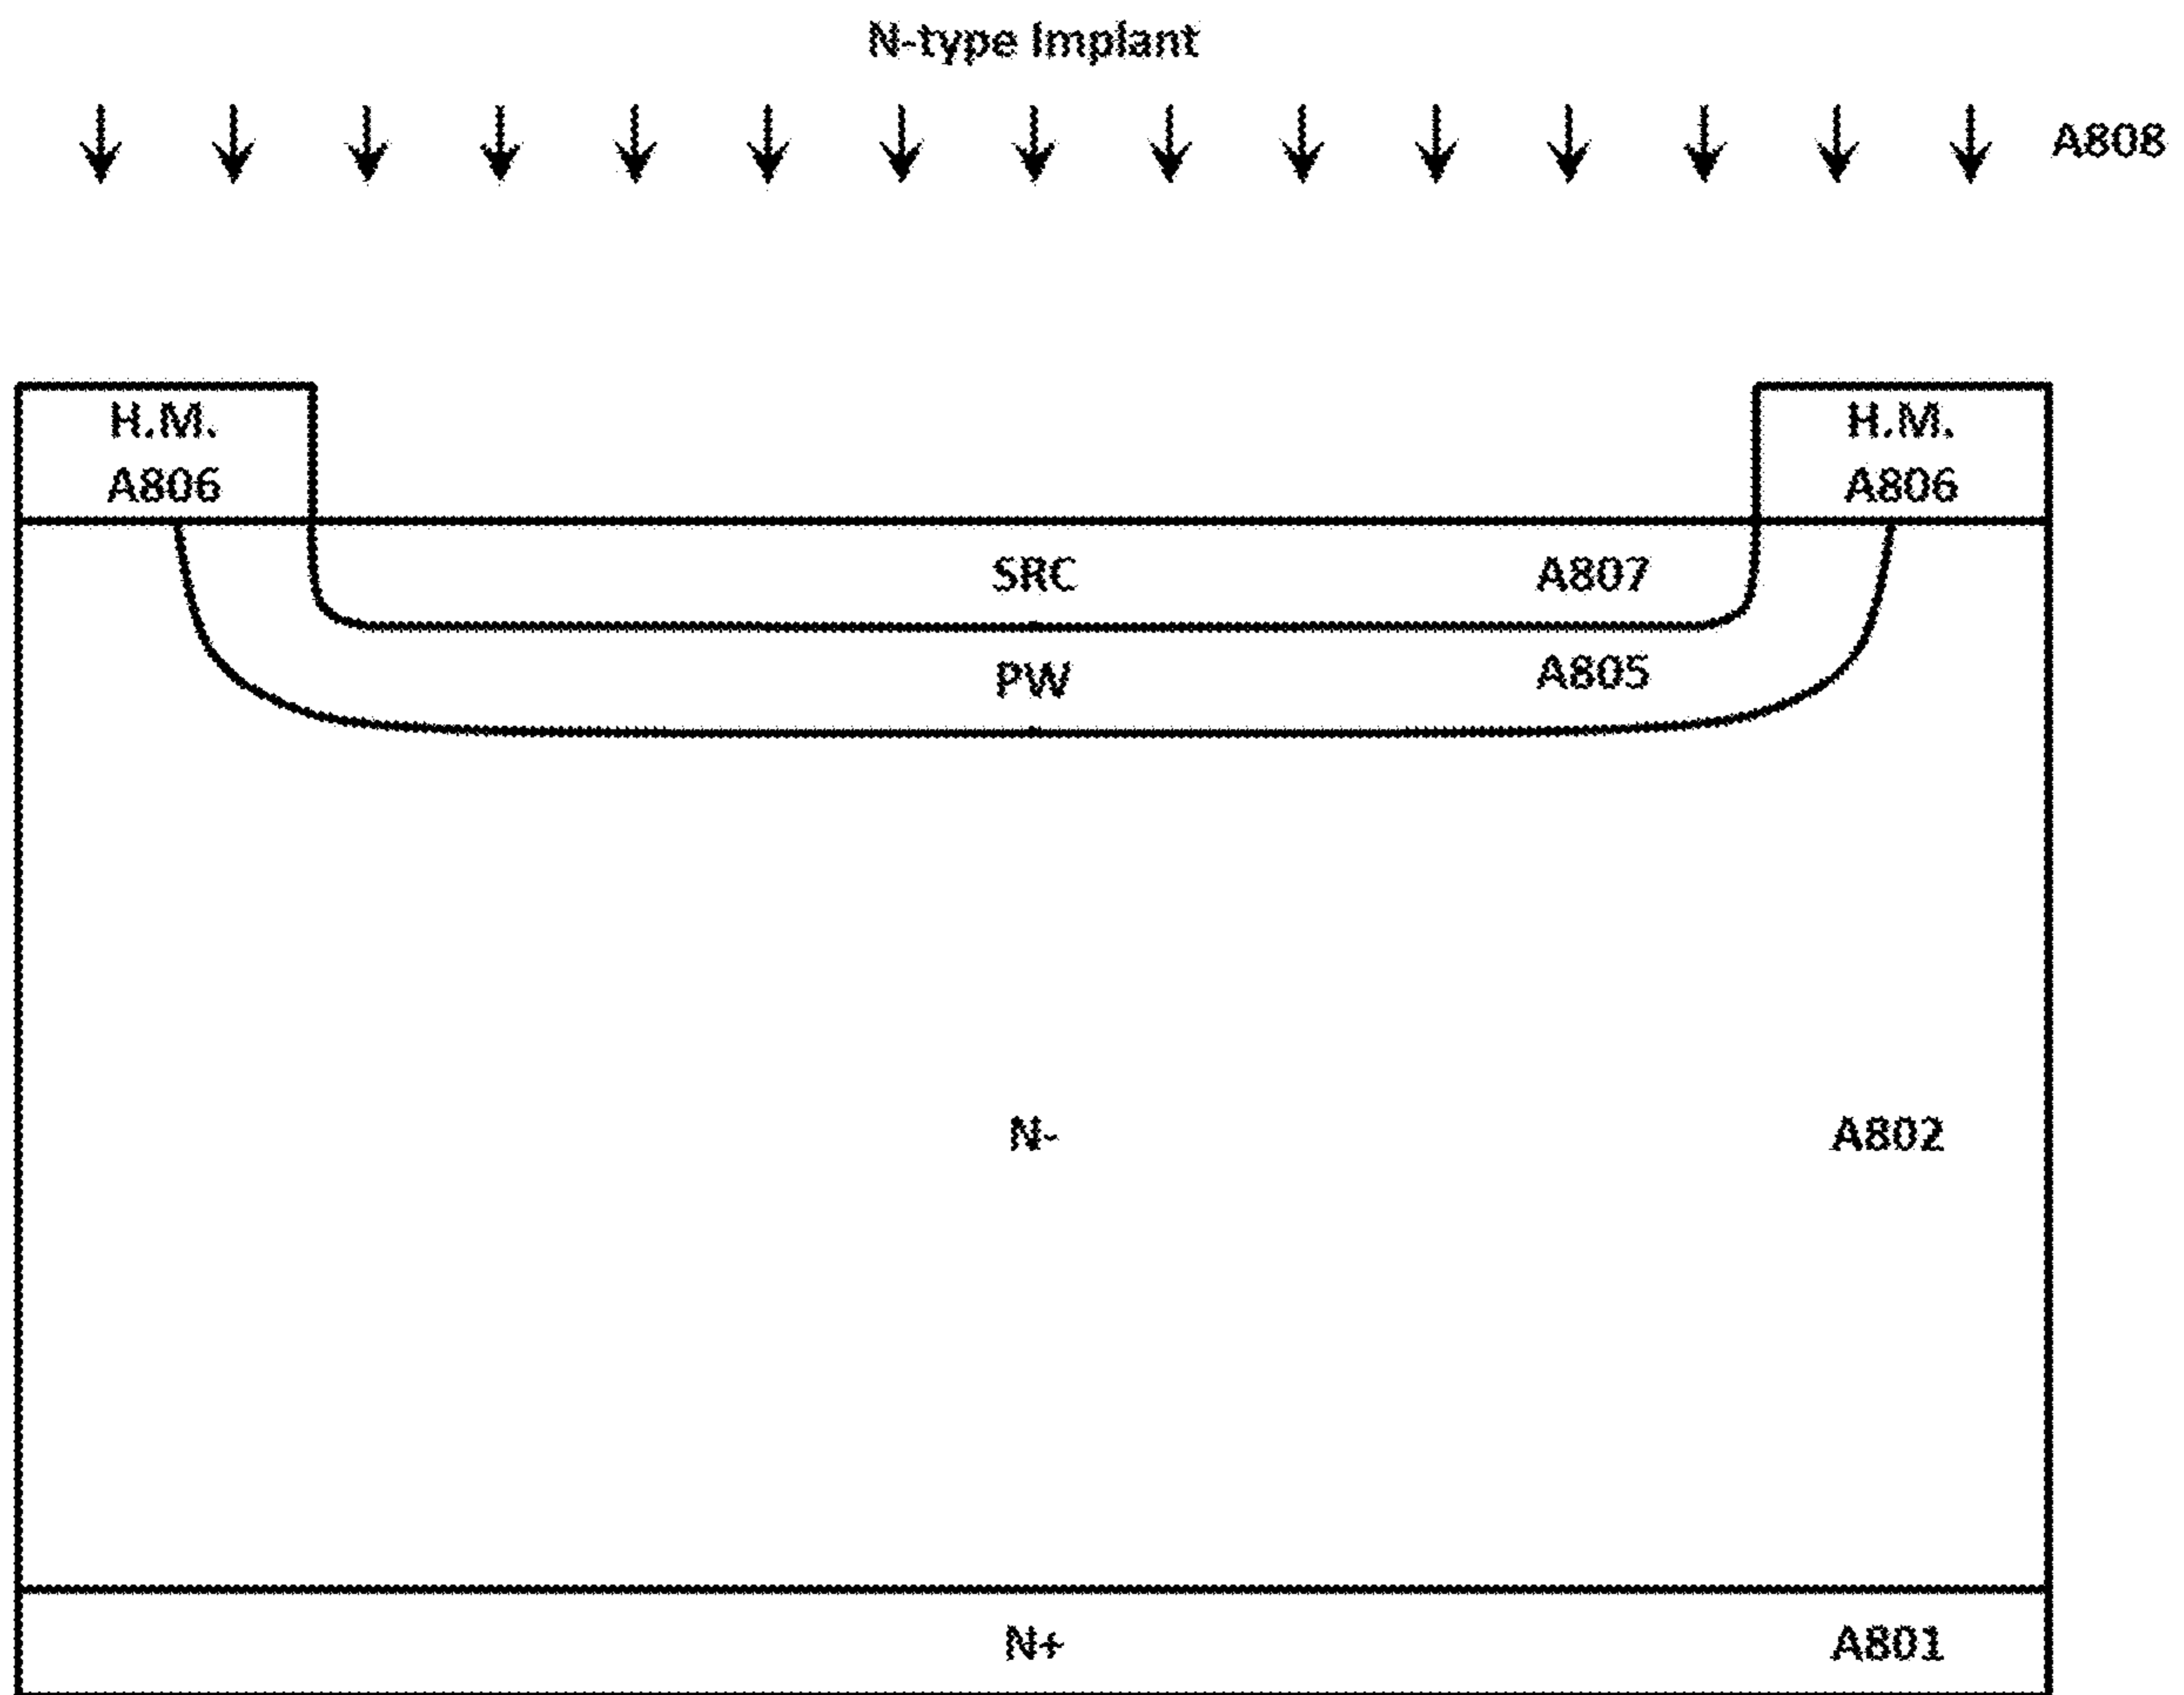 N-type Implant
A808
H.M.
A806
H.M.
A806
SRC
A807
PW
A805
N-
A802
N+
A801